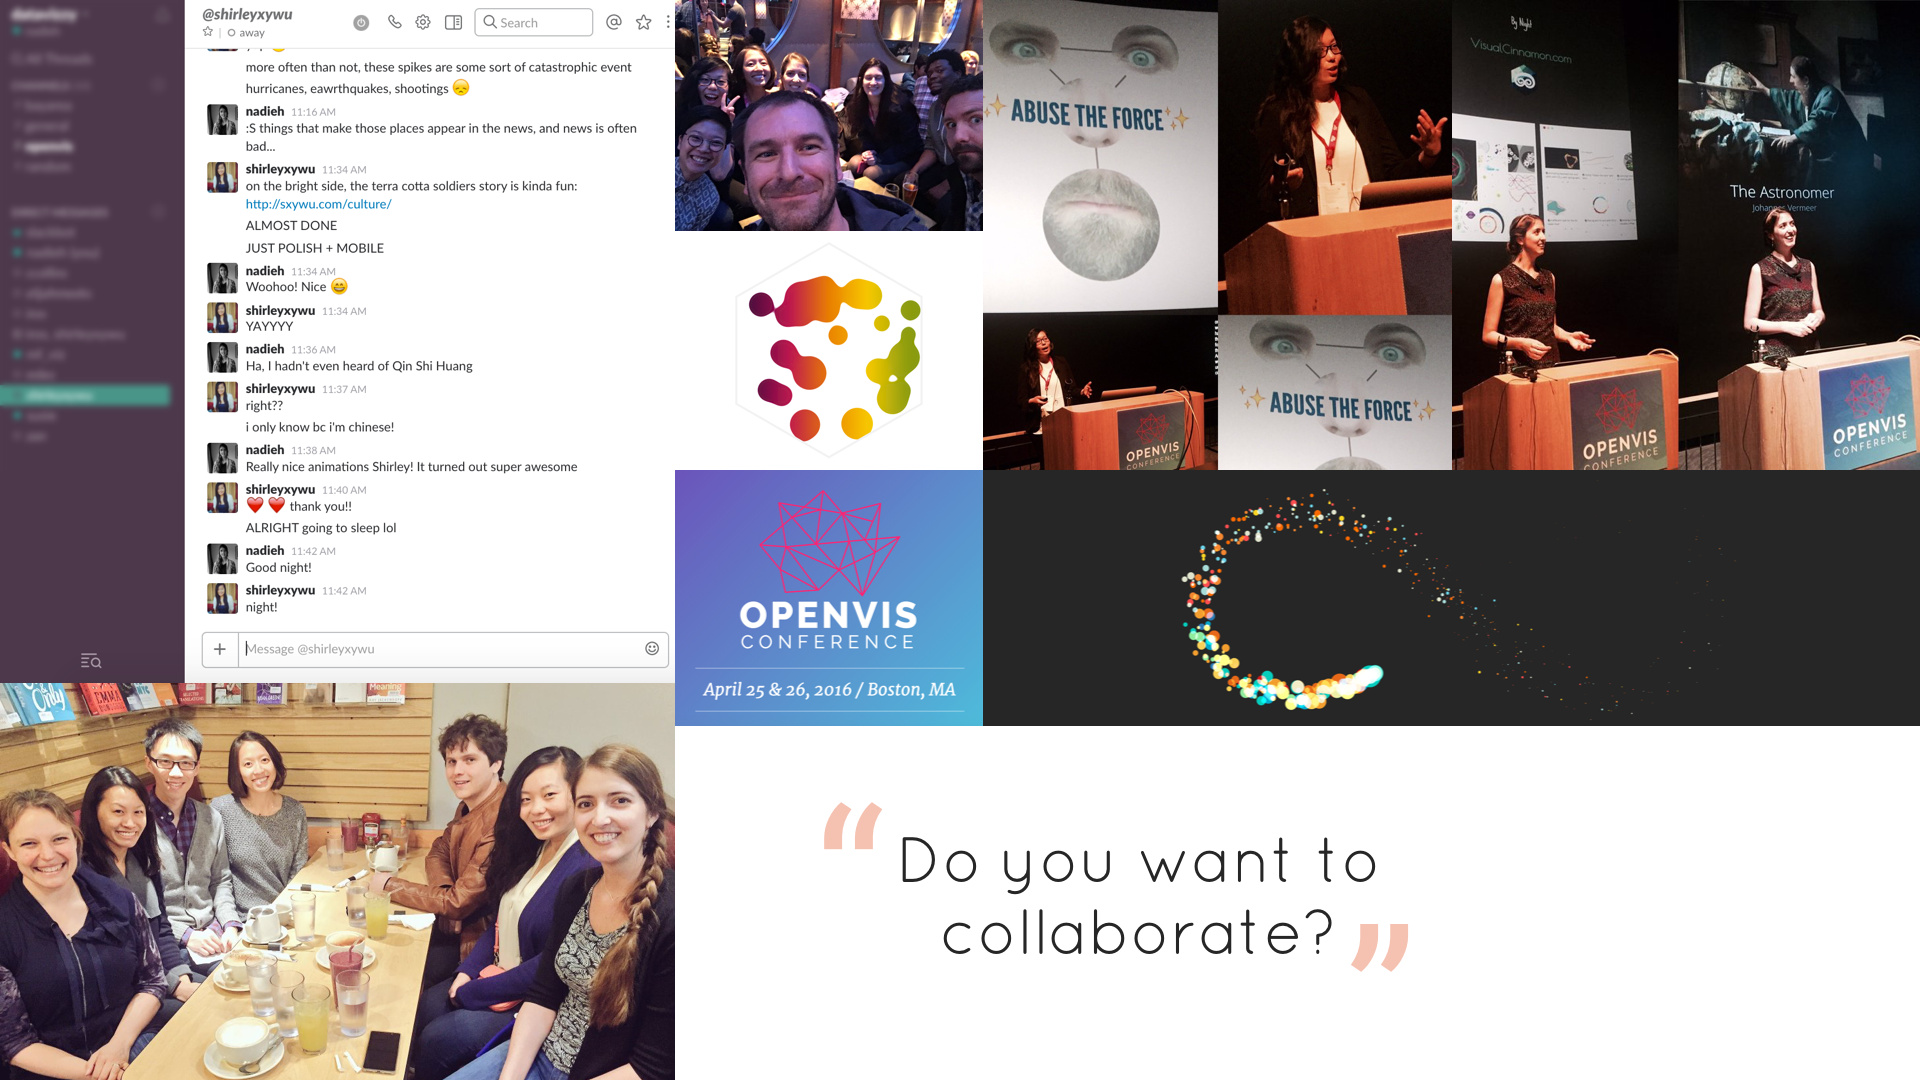 @shirleyxywu
away
Search
more often than not, these spikes are some sort of catastrophic event
hurricanes, eawrthquakes, shootings
nadieh 11:16 AM
:S things that make those places appear in the news, and news is often
bad...
shirleyxywu 11:34 AM
on the bright side, the terra cotta soldiers story is kinda fun:
http://sxywu.com/culture/
ALMOST DONE
JUST POLISH + MOBILE
nadieh 11:34 AM
Woohoo! Nice
shirleyxywu 11:34 AM
YAYYYY
nadieh 11:36 AM
Ha, I hadn't even heard of Qin Shi Huang
shirleyxywu 11:37 AM
right??
i only know bc i'm chinese!
nadieh 11:38 AM
Really nice animations Shirley! It turned out super awesome
shirleyxywu 11:40 AM
thank you!!
ALRIGHT going to sleep lol
nadieh 11:42 AM
Good night!
shirleyxywu 11:42 AM
night!
Message @shirleyxywu
ABUSE THE FORCE
By Night
VisualCinnamon.com
The Astronomer
Johannes Vermeer
OPENVIS
CONFERENCE
ABUSE THE FORCE
OPENVIS
CONFERENCE
OPENVIS
CONFERENCE
OPENVIS
CONFERENCE
April 25 & 26, 2016 / Boston, MA
Meaning
“Do you want to
collaborate?”